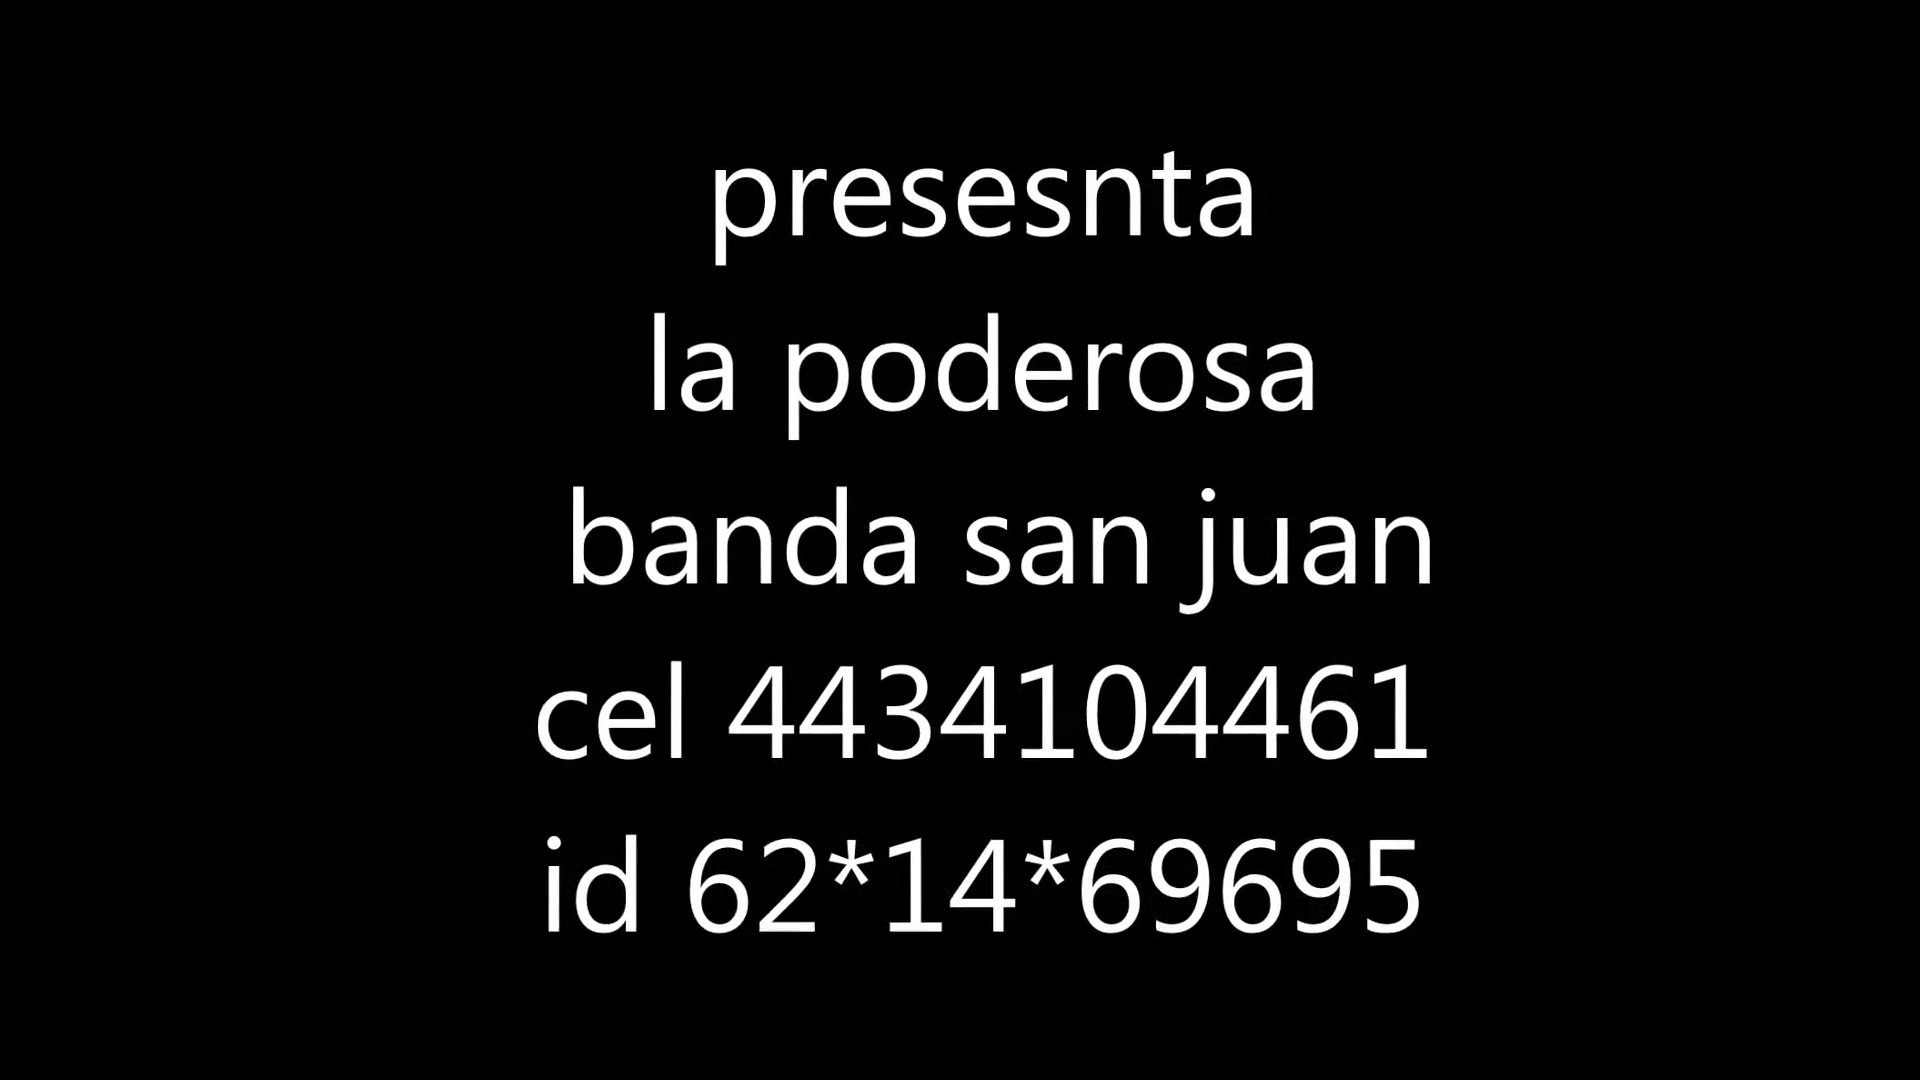 presesnta
la poderosa
banda san juan
cel 4434104461
id 62*14*69695